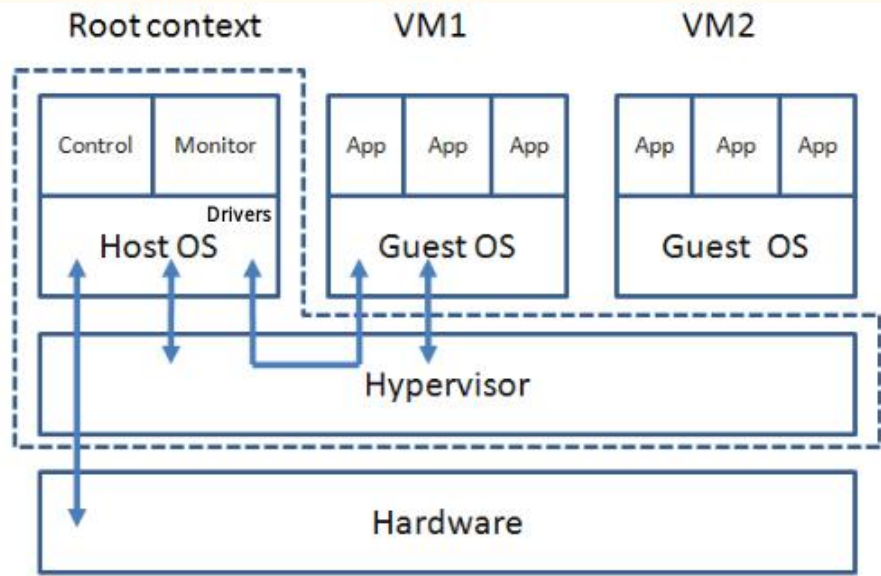 Root context VM1 VM2
Control Monitor App App App App App App
Drivers
Host OS Guest OS Guest OS
Hypervisor
Hardware